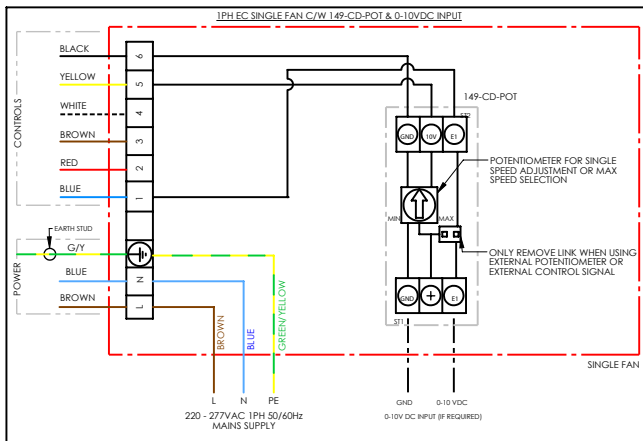 1PH EC SINGLE FAN C/W 149-CD-POT & 0-10VDC INPUT
CONTROLS
BLACK
6
YELLOW
5
WHITE
4
BROWN
3
RED
2
BLUE
1
EARTH STUD
POWER
G/Y
BLUE
N
BROWN
L
BROWN
BLUE
GREEN/YELLOW
L
N
PE
220 - 277VAC 1PH 50/60Hz
MAINS SUPPLY
149-CD-POT
ST2
GND
10V
E1
POTENTIOMETER FOR SINGLE
SPEED ADJUSTMENT OR MAX
SPEED SELECTION
MIN
MAX
ONLY REMOVE LINK WHEN USING
EXTERNAL POTENTIOMETER OR
EXTERNAL CONTROL SIGNAL
GND
+
E1
ST1
SINGLE FAN
GND
0-10 VDC
0-10V DC INPUT (IF REQUIRED)